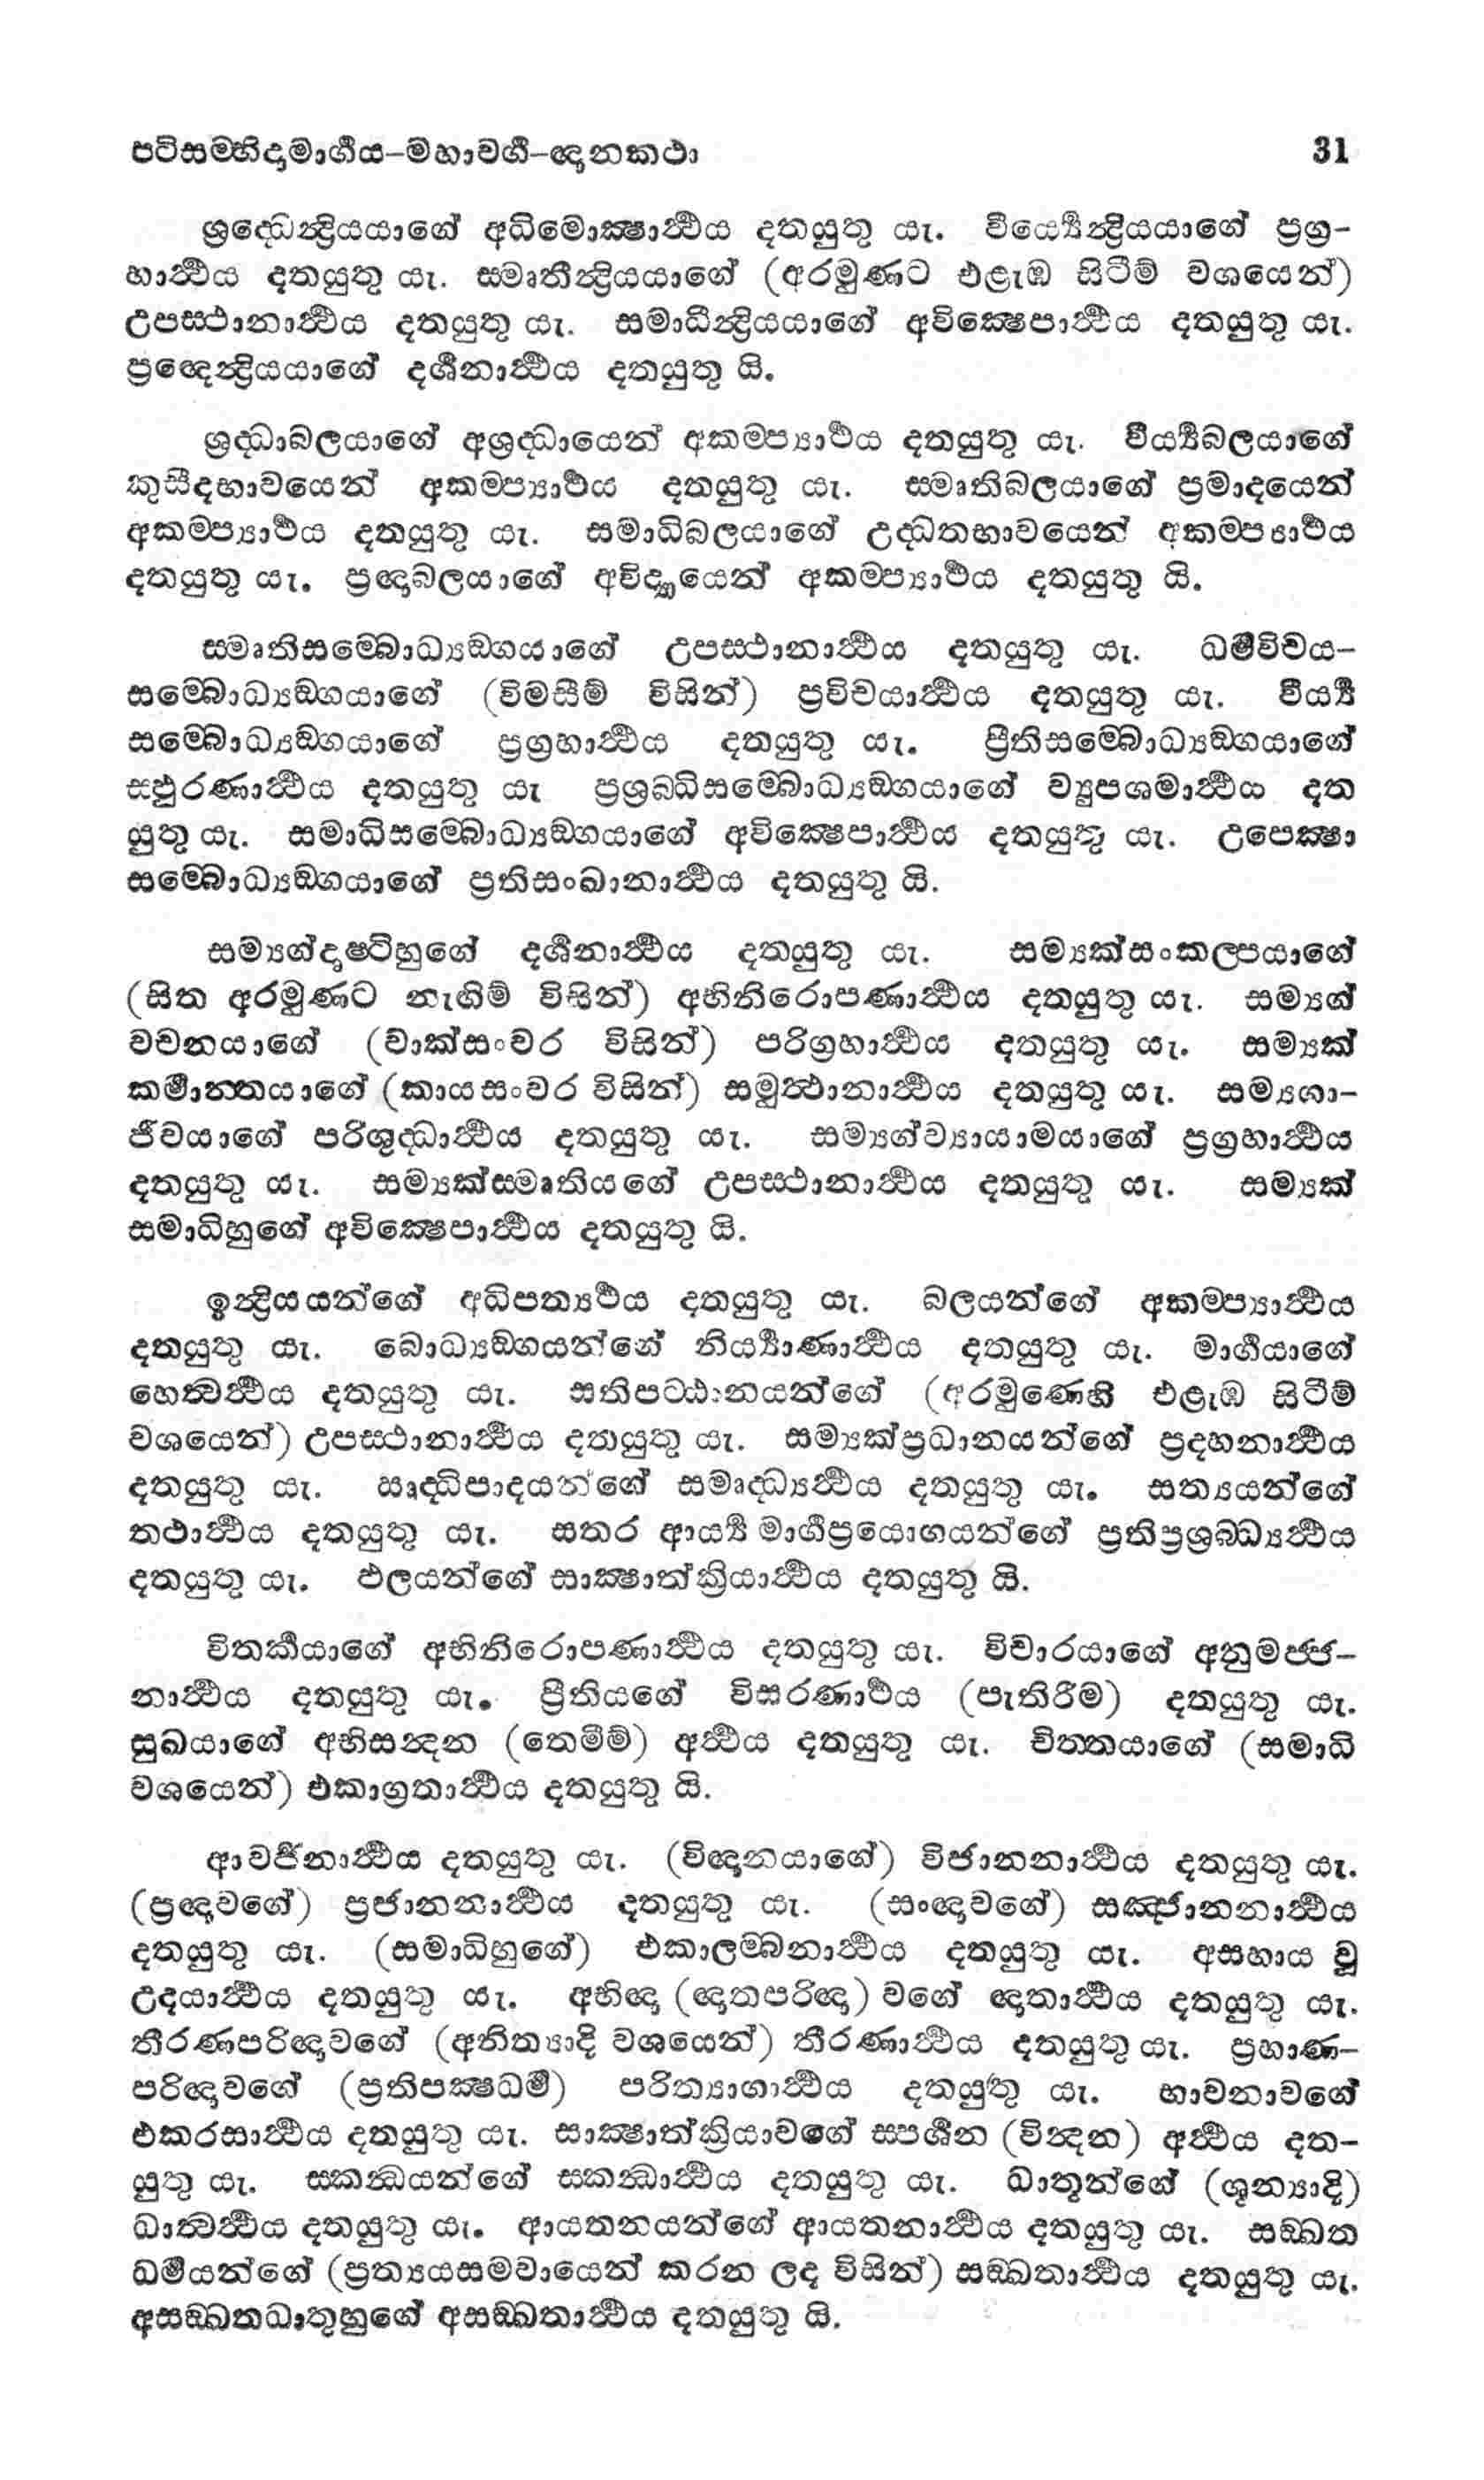 පටිසම්භිදාමාර්‍ගය–මහාවර්‍ග–ඥානකථා 31
ශ්‍රද්ධෙන්ද්‍රියයාගේ අධිමොක්‍ෂාර්‍ත්‍ථය දතයුතු යැ. වීර්‍ය්‍යෙන්ද්‍රියයාගේ ප්‍රග්‍ර-
හාර්‍ත්‍ථය දතයුතු යැ. ස්මෘතීන්ද්‍රියයාගේ (අරමුණට එළැඹ සිටීම් වශයෙන්)
උපස්ථානාර්‍ත්‍ථය දතයුතු යැ. සමාධීන්ද්‍රියයාගේ අවික්‍ෂෙපාර්‍ත්‍ථය දතයුතු යැ.
ප්‍රඥෙන්ද්‍රියයාගේ දර්‍ශනාර්‍ත්‍ථය දතයුතු යි.
ශ්‍රද්ධාබලයාගේ අශ්‍රද්ධායෙන් අකම්ප්‍යාර්‍ථය දතයුතු යැ. වීර්‍ය්‍යබලයාගේ
කුසීදභාවයෙන් අකම්ප්‍යාර්‍ථය දතයුතු යැ. ස්මෘතිබලයාගේ ප්‍රමාදයෙන්
අකම්ප්‍යාර්‍ථය දතයුතු යැ. සමාධිබලයාගේ උද්ධතභාවයෙන් අකම්ප්‍යාර්‍ථය
දතයුතු යැ. ප්‍රඥාබලයාගේ අවිද්‍යායෙන් අකම්ප්‍යාර්‍ථය දතයුතු යි.
ස්මෘතිසම්බොධ්‍යඞ්ගයාගේ උපස්ථානාර්‍ත්‍ථය දතයුතු යැ. ධර්‍මවිචය-
සම්බොධ්‍යඞ්ගයාගේ (විමසීම් විසින්) ප්‍රවිචයාර්‍ත්‍ථය දතයුතු යැ. වීර්‍ය්‍ය
සම්බොධ්‍යඞ්ගයාගේ ප්‍රග්‍රහාර්‍ත්‍ථය දතයුතු යැ. ප්‍රීතිසම්බොධ්‍යඞ්ගයාගේ
ස්ඵුරණාර්‍ත්‍ථය දතයුතු යැ ප්‍රශ්‍රබ්ධිසම්බොධ්‍යඞ්ගයාගේ ව්‍යුපශමාර්‍ත්‍ථය දත
යුතු යැ. සමාධිසම්බොධ්‍යඞ්ගයාගේ අවික්‍ෂෙපාර්‍ත්‍ථය දතයුතු යැ. උපෙක්‍ෂා
සම්බොධ්‍යඞ්ගයාගේ ප්‍රතිසංඛානාර්‍ත්‍ථය දතයුතු යි.
සම්‍යග්දෘෂ්ටිහුගේ දර්‍ශනාර්‍ත්‍ථය දතයුතු යැ. සම්‍යක්සංකල්පයාගේ
(සිත අරමුණට නැඟීම් විසින්) අභිනිරොපණාර්‍ත්‍ථය දතයුතු යැ. සම්‍යග්
වචනයාගේ (වාක්සංවර විසින්) පරිග්‍රහාර්‍ත්‍ථය දතයුතු යැ. සම්‍යක්
කර්‍මාන්තයාගේ (කායසංවර විසින්) සමුත්ථානාර්‍ත්‍ථය දතයුතු යැ. සම්‍යගා-
ජීවයාගේ පරිශුද්ධාර්‍ත්‍ථය දතයුතු යැ. සම්‍යග්ව්‍යායාමයාගේ ප්‍රග්‍රහාර්‍ත්‍ථය
දතයුතු යැ. සම්‍යක්ස්මෘතියගේ උපස්ථානාර්‍ත්‍ථය දතයුතු යැ. සම්‍යක්
සමාධිහුගේ අවික්‍ෂෙපාර්‍ත්‍ථය දතයුතු යි.
ඉන්ද්‍රියයන්ගේ අධිපත්‍යර්‍ථය දතයුතු යැ. බලයන්ගේ අකම්ප්‍යාර්‍ත්‍ථය
දතයුතු යැ. බොධ්‍යඞ්ගයන්ගේ නිර්‍ය්‍යාණාර්‍ත්‍ථය දතයුතු යැ. මාර්‍ගයාගේ
හෙත්වර්‍ත්‍ථය දතයුතු යැ. සතිපට්ඨානයන්ගේ (අරමුණෙහි එළැඹ සිටීම්
වශයෙන්) උපස්ථානාර්‍ත්‍ථය දතයුතු යැ. සම්‍යක්ප්‍රධානයන්ගේ ප්‍රදහනාර්‍ත්‍ථය
දතයුතු යැ. ඍද්ධිපාදයන්ගේ සමෘද්ධ්‍යර්‍ත්‍ථය දතයුතු යැ. සත්‍යයන්ගේ
තථාර්‍ත්‍ථය දතයුතු යැ. සතර ආර්‍ය්‍ය මාර්‍ගප්‍රයොගයන්ගේ ප්‍රතිප්‍රශ්‍රබ්ධ්‍යර්‍ත්‍ථය
දතයුතු යැ. ඵලයන්ගේ සාක්‍ෂාත්ක්‍රියාර්‍ත්‍ථය දතයුතු යි.
විතර්‍කයාගේ අභිනිරොපණාර්‍ත්‍ථය දතයුතු යැ. විචාරයාගේ අනුමජ්ජ-
නාර්‍ත්‍ථය දතයුතු යැ. ප්‍රීතියගේ විසරණාර්‍ථය (පැතිරීම) දතයුතු යැ.
සුඛයාගේ අභිසන්‍දන (තෙමීම්) අර්‍ත්‍ථය දතයුතු යැ. චිත්තයාගේ (සමාධි
වශයෙන්) එකාග්‍රතාර්‍ත්‍ථය දතයුතු යි.
ආවර්‍ජනාර්‍ත්‍ථය දතයුතු යැ. (විඥානයාගේ) විජානනාර්‍ත්‍ථය දතයුතු යැ.
(ප්‍රඥාවගේ) ප්‍රජානනාර්‍ත්‍ථය දතයුතු යැ. (සංඥාවගේ) සඤ්ජානනාර්‍ත්‍ථය
දතයුතු යැ. (සමාධිහුගේ) එකාලම්බනාර්‍ත්‍ථය දතයුතු යැ. අසහාය වූ
උදයාර්‍ත්‍ථය දතයුතු යැ. අභිඥා (ඥාතපරිඥා) වගේ ඥාතාර්‍ත්‍ථය දතයුතු යැ.
තීරණපරිඥාවගේ (අනිත්‍යාදි වශයෙන්) තීරණාර්‍ත්‍ථය දතයුතු යැ. ප්‍රහාණ-
පරිඥාවගේ (ප්‍රතිපක්‍ෂධර්‍ම) පරිත්‍යාගාර්‍ත්‍ථය දතයුතු යැ. භාවනාවගේ
එකරසාර්‍ත්‍ථය දතයුතු යැ. සාක්‍ෂාත්ක්‍රියාවගේ ස්පර්‍ශන (වින්‍දන) අර්‍ත්‍ථය දත-
යුතු යැ. ස්කන්ධයන්ගේ ස්කන්ධාර්‍ත්‍ථය දතයුතු යැ. ධාතූන්ගේ (ශූන්‍යාදි)
ධාත්වර්‍ත්‍ථය දතයුතු යැ. ආයතනයන්ගේ ආයතනාර්‍ත්‍ථය දතයුතු යැ. සඞ්ඛත
ධර්‍මයන්ගේ (ප්‍රත්‍යයසමවායෙන් කරන ලද විසින්) සඞ්ඛතාර්‍ත්‍ථය දතයුතු යැ.
අසඞ්ඛතධාතුහුගේ අසඞ්ඛතාර්‍ත්‍ථය දතයුතු යි.